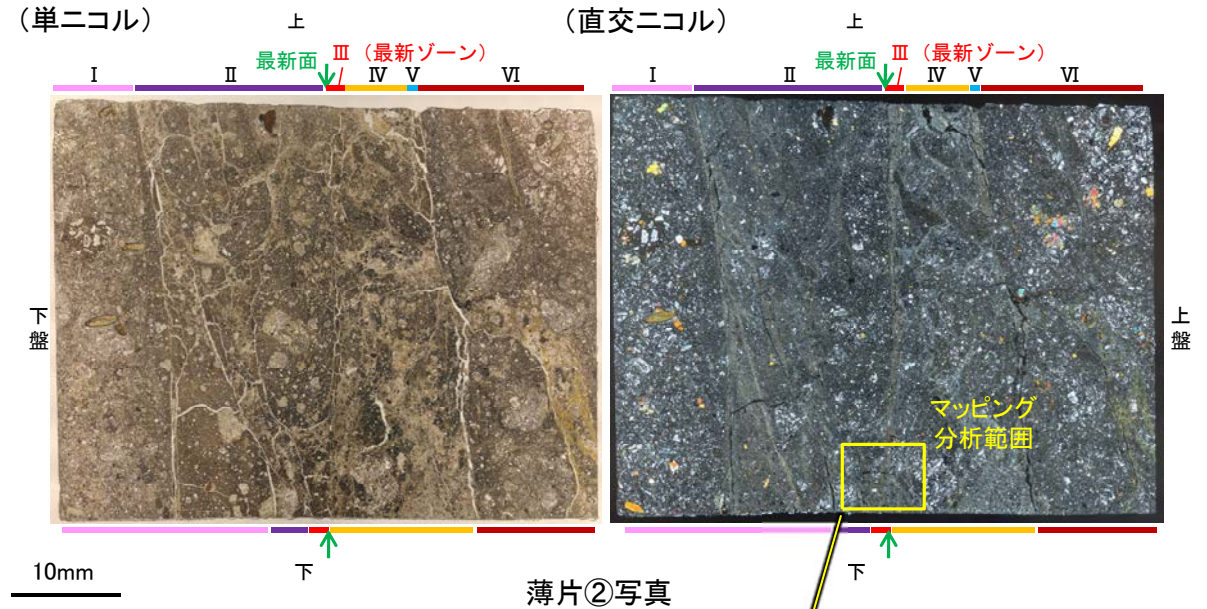 （単ニコル）
上
最新面
Ⅲ（最新ゾーン）
Ⅰ
Ⅱ
Ⅳ
Ⅴ
Ⅵ
下盤
下
10mm
（直交ニコル）
上
最新面
Ⅲ（最新ゾーン）
Ⅰ
Ⅱ
Ⅳ
Ⅴ
Ⅵ
上盤
マッピング
分析範囲
下
薄片②写真